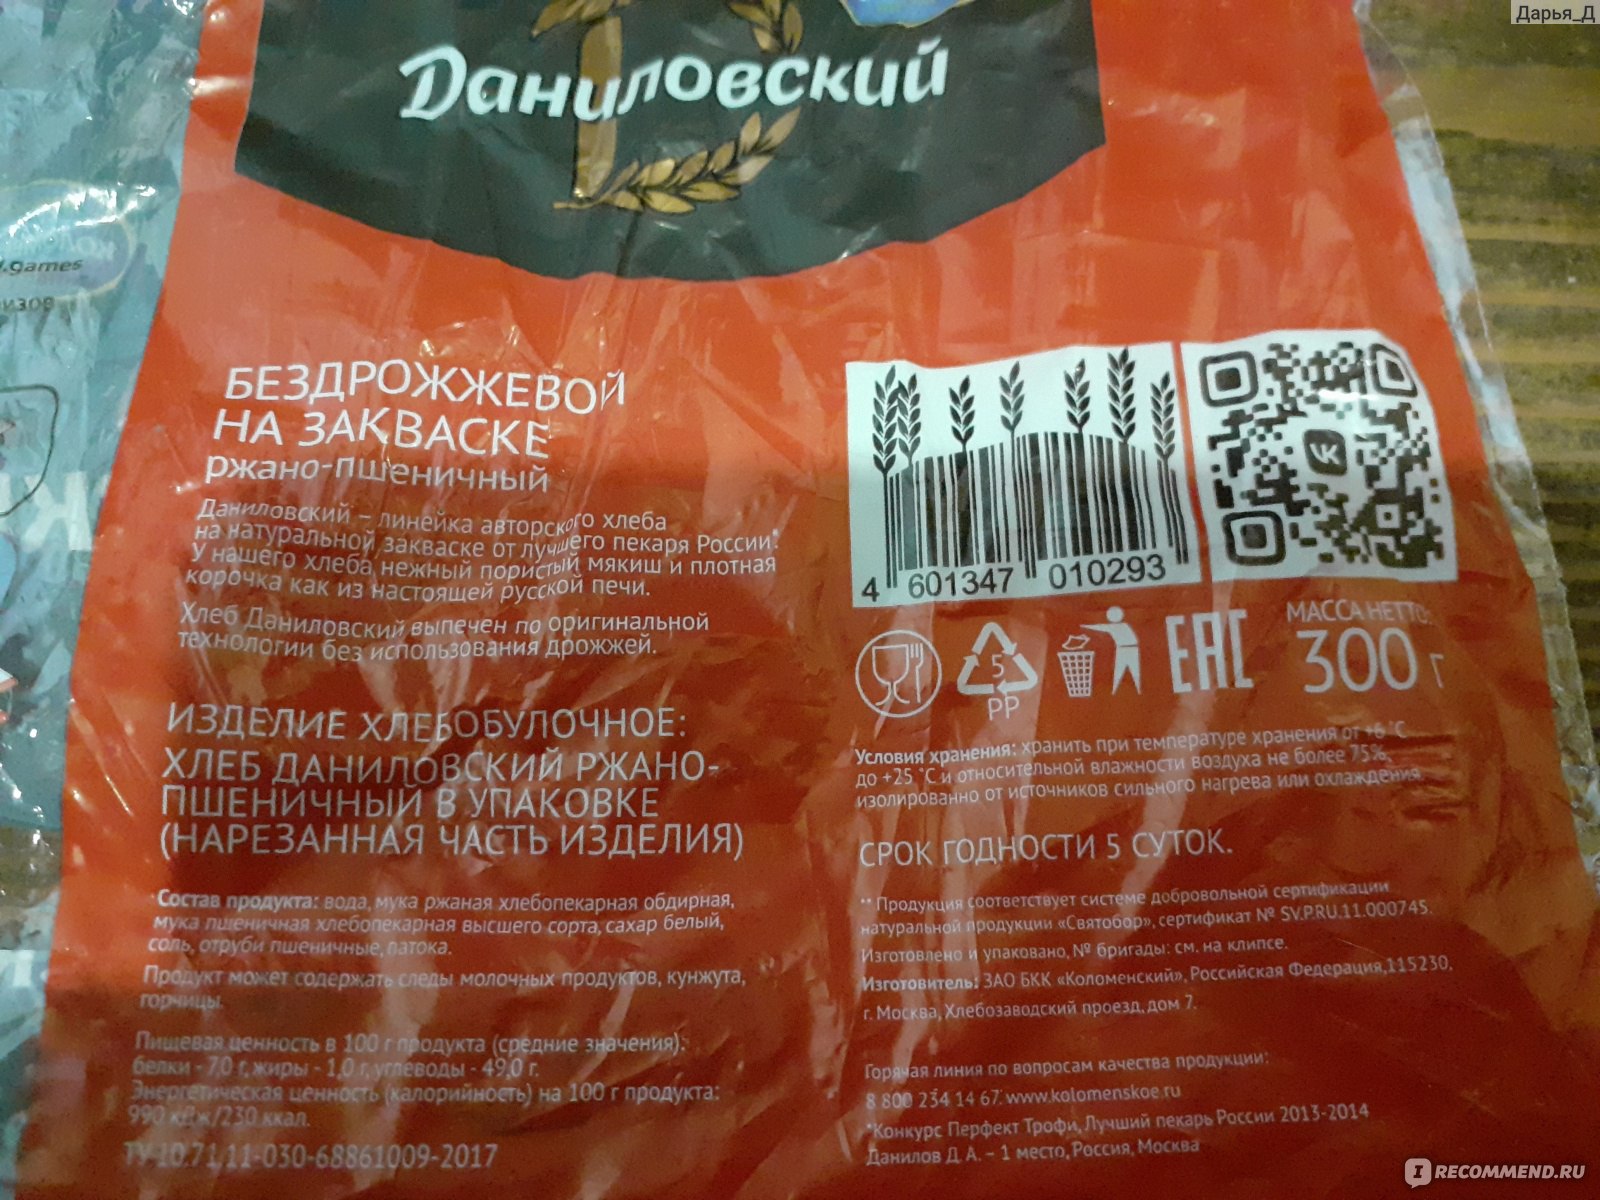 Дарья_Д
Даниловский
.games
изов
БЕЗДРОЖЖЕВОЙ
НА ЗАКВАСКЕ
ржано-пшеничный
Даниловский – линейка авторского хлеба
на натуральной закваске от лучшего пекаря России*.
У нашего хлеба нежный пористый мякиш и плотная
корочка как из настоящей русской печи.
Хлеб Даниловский выпечен по оригинальной
технологии без использования дрожжей.
ИЗДЕЛИЕ ХЛЕБОБУЛОЧНОЕ:
ХЛЕБ ДАНИЛОВСКИЙ РЖАНО-
ПШЕНИЧНЫЙ В УПАКОВКЕ
(НАРЕЗАННАЯ ЧАСТЬ ИЗДЕЛИЯ)
Состав продукта: вода, мука ржаная хлебопекарная обдирная,
мука пшеничная хлебопекарная высшего сорта, сахар белый,
соль, отруби пшеничные, патока.
Продукт может содержать следы молочных продуктов, кунжута,
горчицы.
Пищевая ценность в 100 г продукта (средние значения):
белки - 7,0 г, жиры - 1,0 г, углеводы - 49,0 г.
Энергетическая ценность (калорийность) на 100 г продукта:
990 кДж/230 ккал.
ТУ 10.71.11-030-68861009-2017
4 601347 010293
5
PP
EAC
МАССА НЕТТО:
300 г
Условия хранения: хранить при температуре хранения от +6 °С
до +25 °С и относительной влажности воздуха не более 75%,
изолированно от источников сильного нагрева или охлаждения.
СРОК ГОДНОСТИ 5 СУТОК.
** Продукция соответствует системе добровольной сертификации
натуральной продукции «Святобор», сертификат № SV.PRU.11.000745.
Изготовлено и упаковано, № бригады: см. на клипсе.
Изготовитель: ЗАО БКК «Коломенский», Российская Федерация, 115230,
г. Москва, Хлебозаводский проезд, дом 7.
Горячая линия по вопросам качества продукции:
8 800 234 14 67. www.kolomenskoe.ru
*Конкурс Перфект Трофи, Лучший пекарь России 2013-2014
Данилов Д. А. – 1 место, Россия, Москва
IRECOMMEND.RU